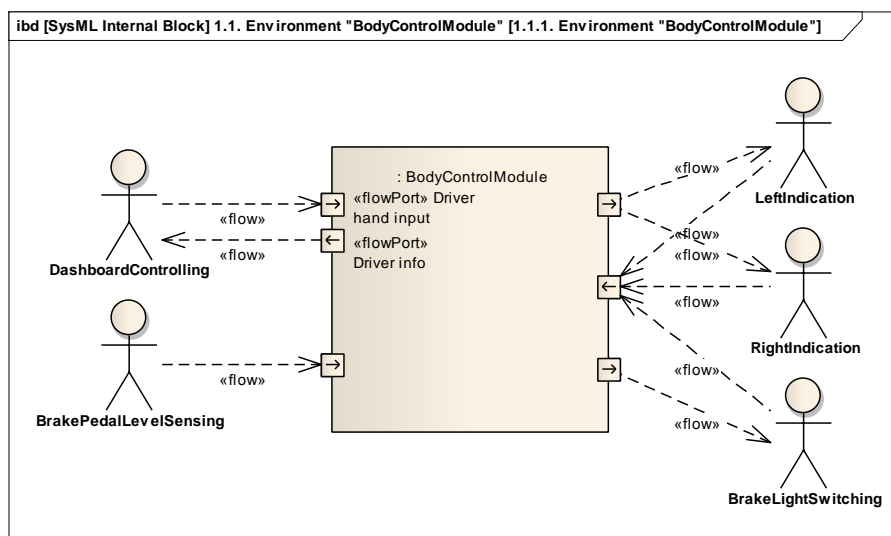 ibd [SysML Internal Block] 1.1. Environment "BodyControlModule" [1.1.1. Environment "BodyControlModule"]
: BodyControlModule
«flowPort» Driver
hand input
«flowPort»
Driver info
«flow»
«flow»
DashboardControlling
«flow»
BrakePedalLevelSensing
«flow»
LeftIndication
«flow»
«flow»
«flow»
RightIndication
«flow»
«flow»
BrakeLightSwitching